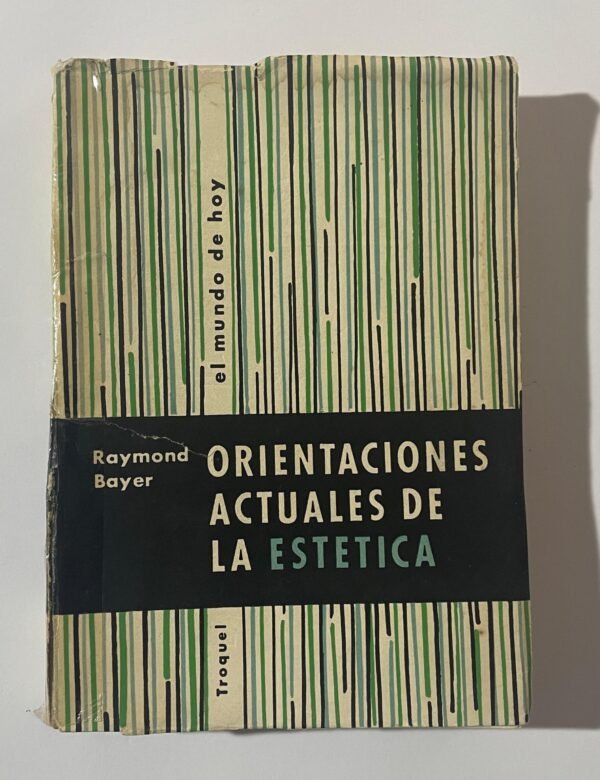 el mundo de hoy
Raymond
Bayer
ORIENTACIONES
ACTUALES DE
LA ESTETICA
Troquel